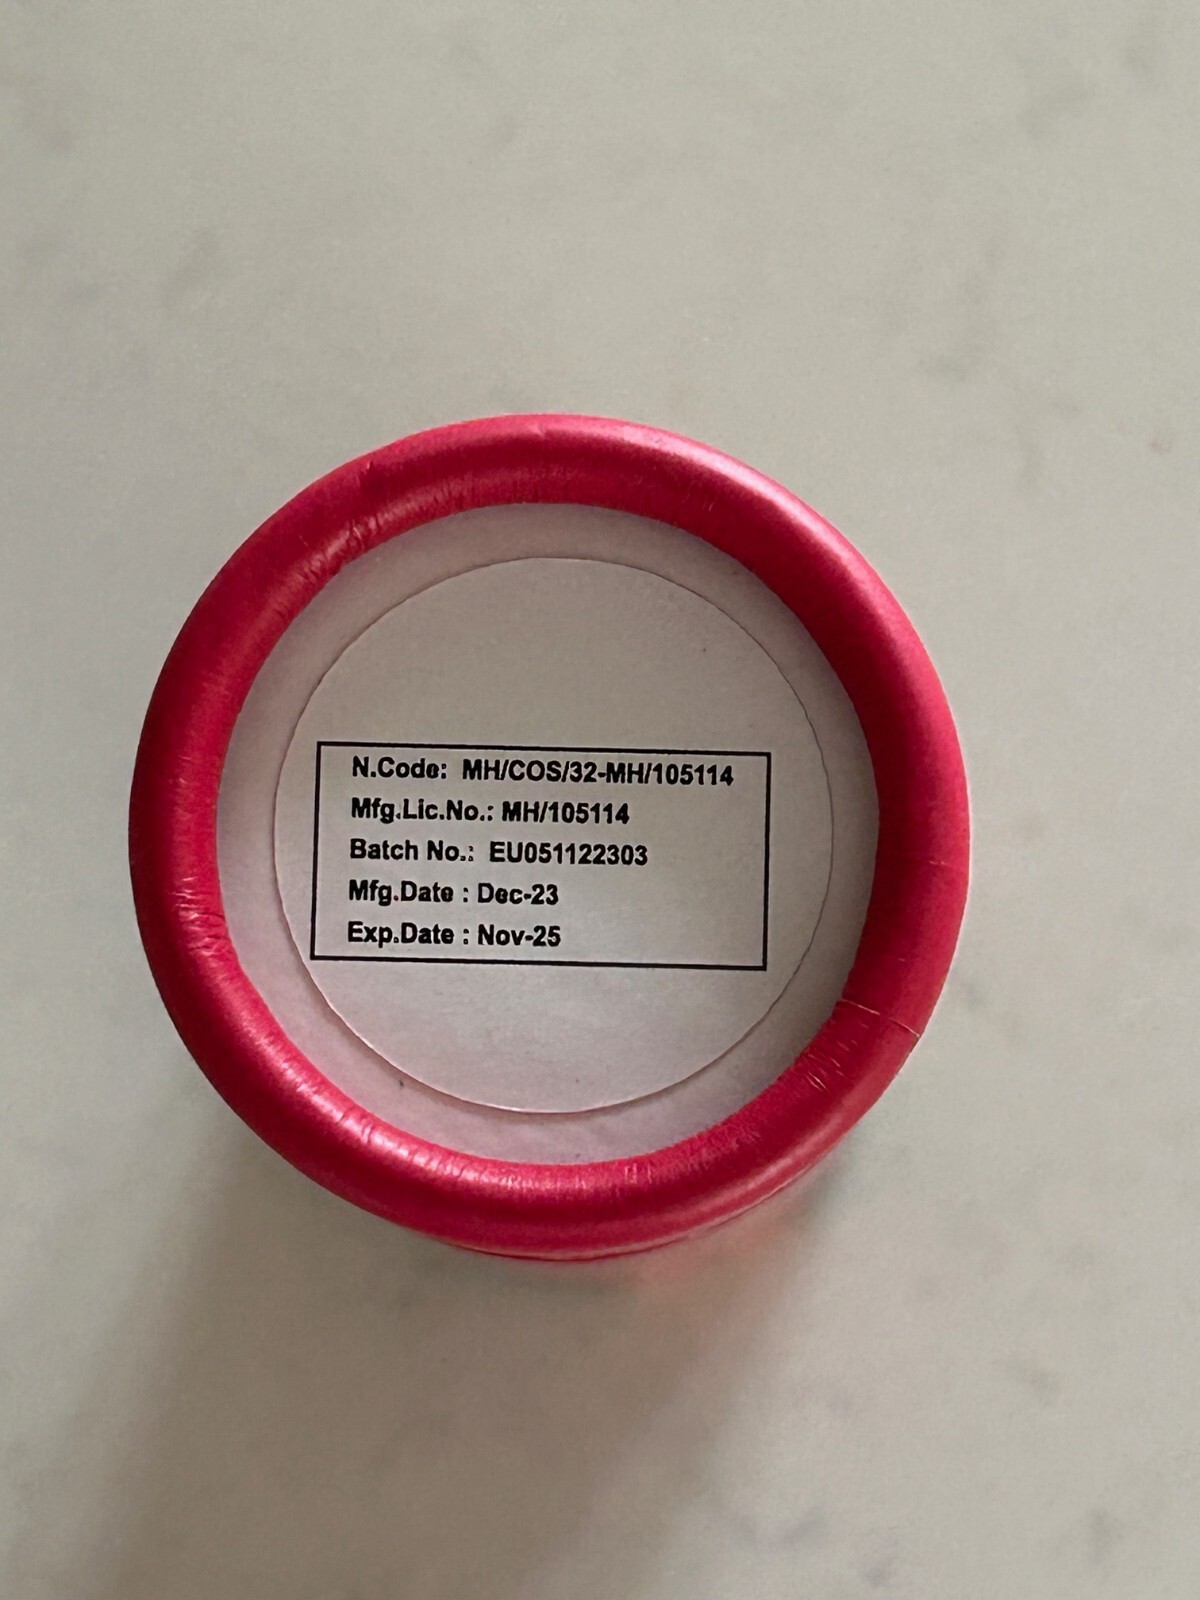 N.Code: MH/COS/32-MH/105114
Mfg.Lic.No.: MH/105114
Batch No.: EU051122303
Mfg.Date : Dec-23
Exp.Date : Nov-25